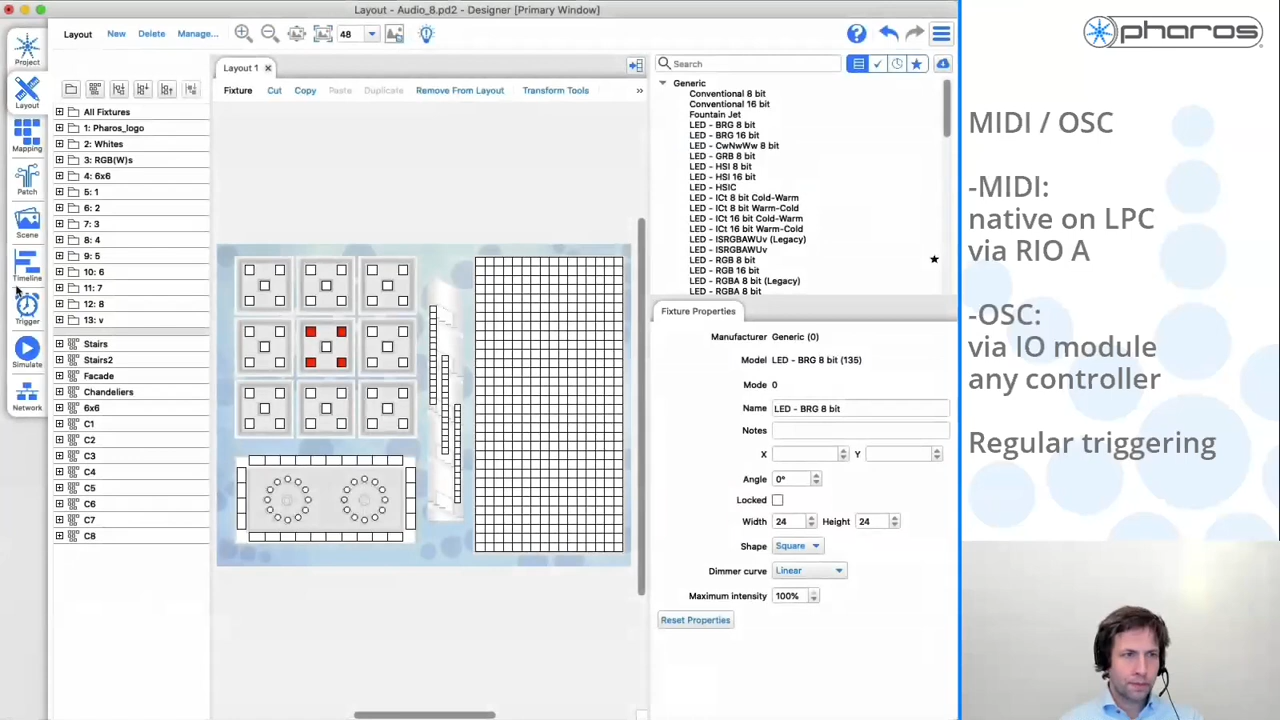 Layout - Audio_8.pd2 - Designer [Primary Window]
Layout New Delete Manage... 48
Project
Layout
Mapping
Patch
Scene
Timeline
Trigger
Simulate
Network
All Fixtures
1: Pharos_logo
2: Whites
3: RGB(W)s
4: 6x6
5: 1
6: 2
7: 3
8: 4
9: 5
10: 6
11: 7
12: 8
13: v
Stairs
Stairs2
Facade
Chandeliers
6x6
C1
C2
C3
C4
C5
C6
C7
C8
Layout 1
Fixture Cut Copy Paste Duplicate Remove From Layout Transform Tools »
Search
Generic
Conventional 8 bit
Conventional 16 bit
Fountain Jet
LED - BRG 8 bit
LED - BRG 16 bit
LED - CwNwWw 8 bit
LED - GRB 8 bit
LED - HSI 8 bit
LED - HSI 16 bit
LED - HSIC
LED - ICt 8 bit Cold-Warm
LED - ICt 8 bit Warm-Cold
LED - ICt 16 bit Cold-Warm
LED - ICt 16 bit Warm-Cold
LED - ISRGBAWUv (Legacy)
LED - ISRGBAWUv
LED - RGB 8 bit
LED - RGB 16 bit
LED - RGBA 8 bit (Legacy)
LED - RGBA 8 bit
Fixture Properties
Manufacturer Generic (0)
Model LED - BRG 8 bit (135)
Mode 0
Name LED - BRG 8 bit
Notes
X Y
Angle 0°
Locked
Width 24 Height 24
Shape Square
Dimmer curve Linear
Maximum intensity 100%
Reset Properties
pharos
MIDI / OSC
-MIDI:
native on LPC
via RIO A
-OSC:
via IO module
any controller
Regular triggering